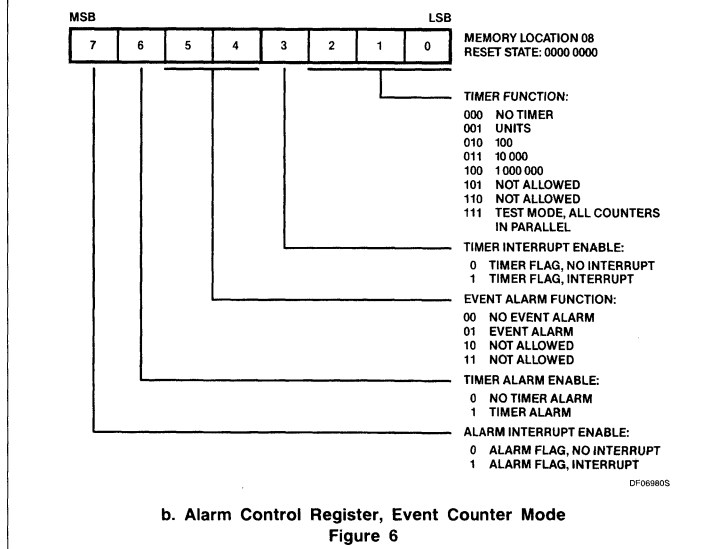 MSB LSB
7 6 5 4 3 2 1 0
MEMORY LOCATION 08
RESET STATE: 0000 0000
TIMER FUNCTION:
000 NO TIMER
001 UNITS
010 100
011 10 000
100 1 000 000
101 NOT ALLOWED
110 NOT ALLOWED
111 TEST MODE, ALL COUNTERS
IN PARALLEL
TIMER INTERRUPT ENABLE:
0 TIMER FLAG, NO INTERRUPT
1 TIMER FLAG, INTERRUPT
EVENT ALARM FUNCTION:
00 NO EVENT ALARM
01 EVENT ALARM
10 NOT ALLOWED
11 NOT ALLOWED
TIMER ALARM ENABLE:
0 NO TIMER ALARM
1 TIMER ALARM
ALARM INTERRUPT ENABLE:
0 ALARM FLAG, NO INTERRUPT
1 ALARM FLAG, INTERRUPT
DF06980S
b. Alarm Control Register, Event Counter Mode
Figure 6